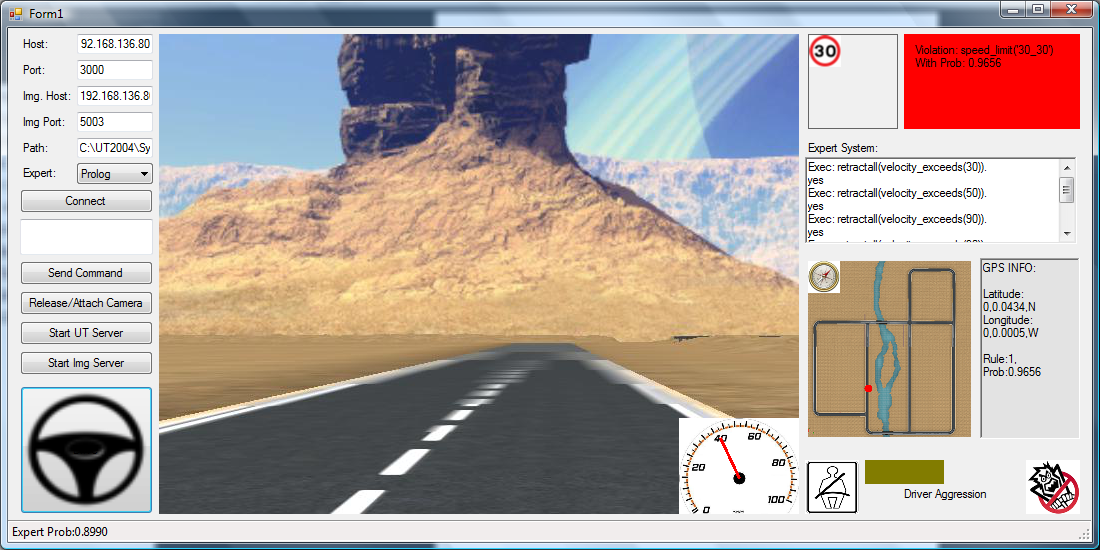 Form1
Host:
92.168.136.80
Port:
3000
Img. Host:
192.168.136.8
Img Port:
5003
Path:
C:\UT2004\Sy
Expert:
Prolog
Connect
Send Command
Release/Attach Camera
Start UT Server
Start Img Server
0
20
40
60
80
100
30
Violation: speed_limit('30_30')
With Prob: 0.9656
Expert System:
Exec: retractall(velocity_exceeds(30)).
yes
Exec: retractall(velocity_exceeds(50)).
yes
Exec: retractall(velocity_exceeds(90)).
yes
GPS INFO:
Latitude:
0,0.0434,N
Longitude:
0,0.0005,W
Rule:1,
Prob:0.9656
Driver Aggression
Expert Prob:0.8990